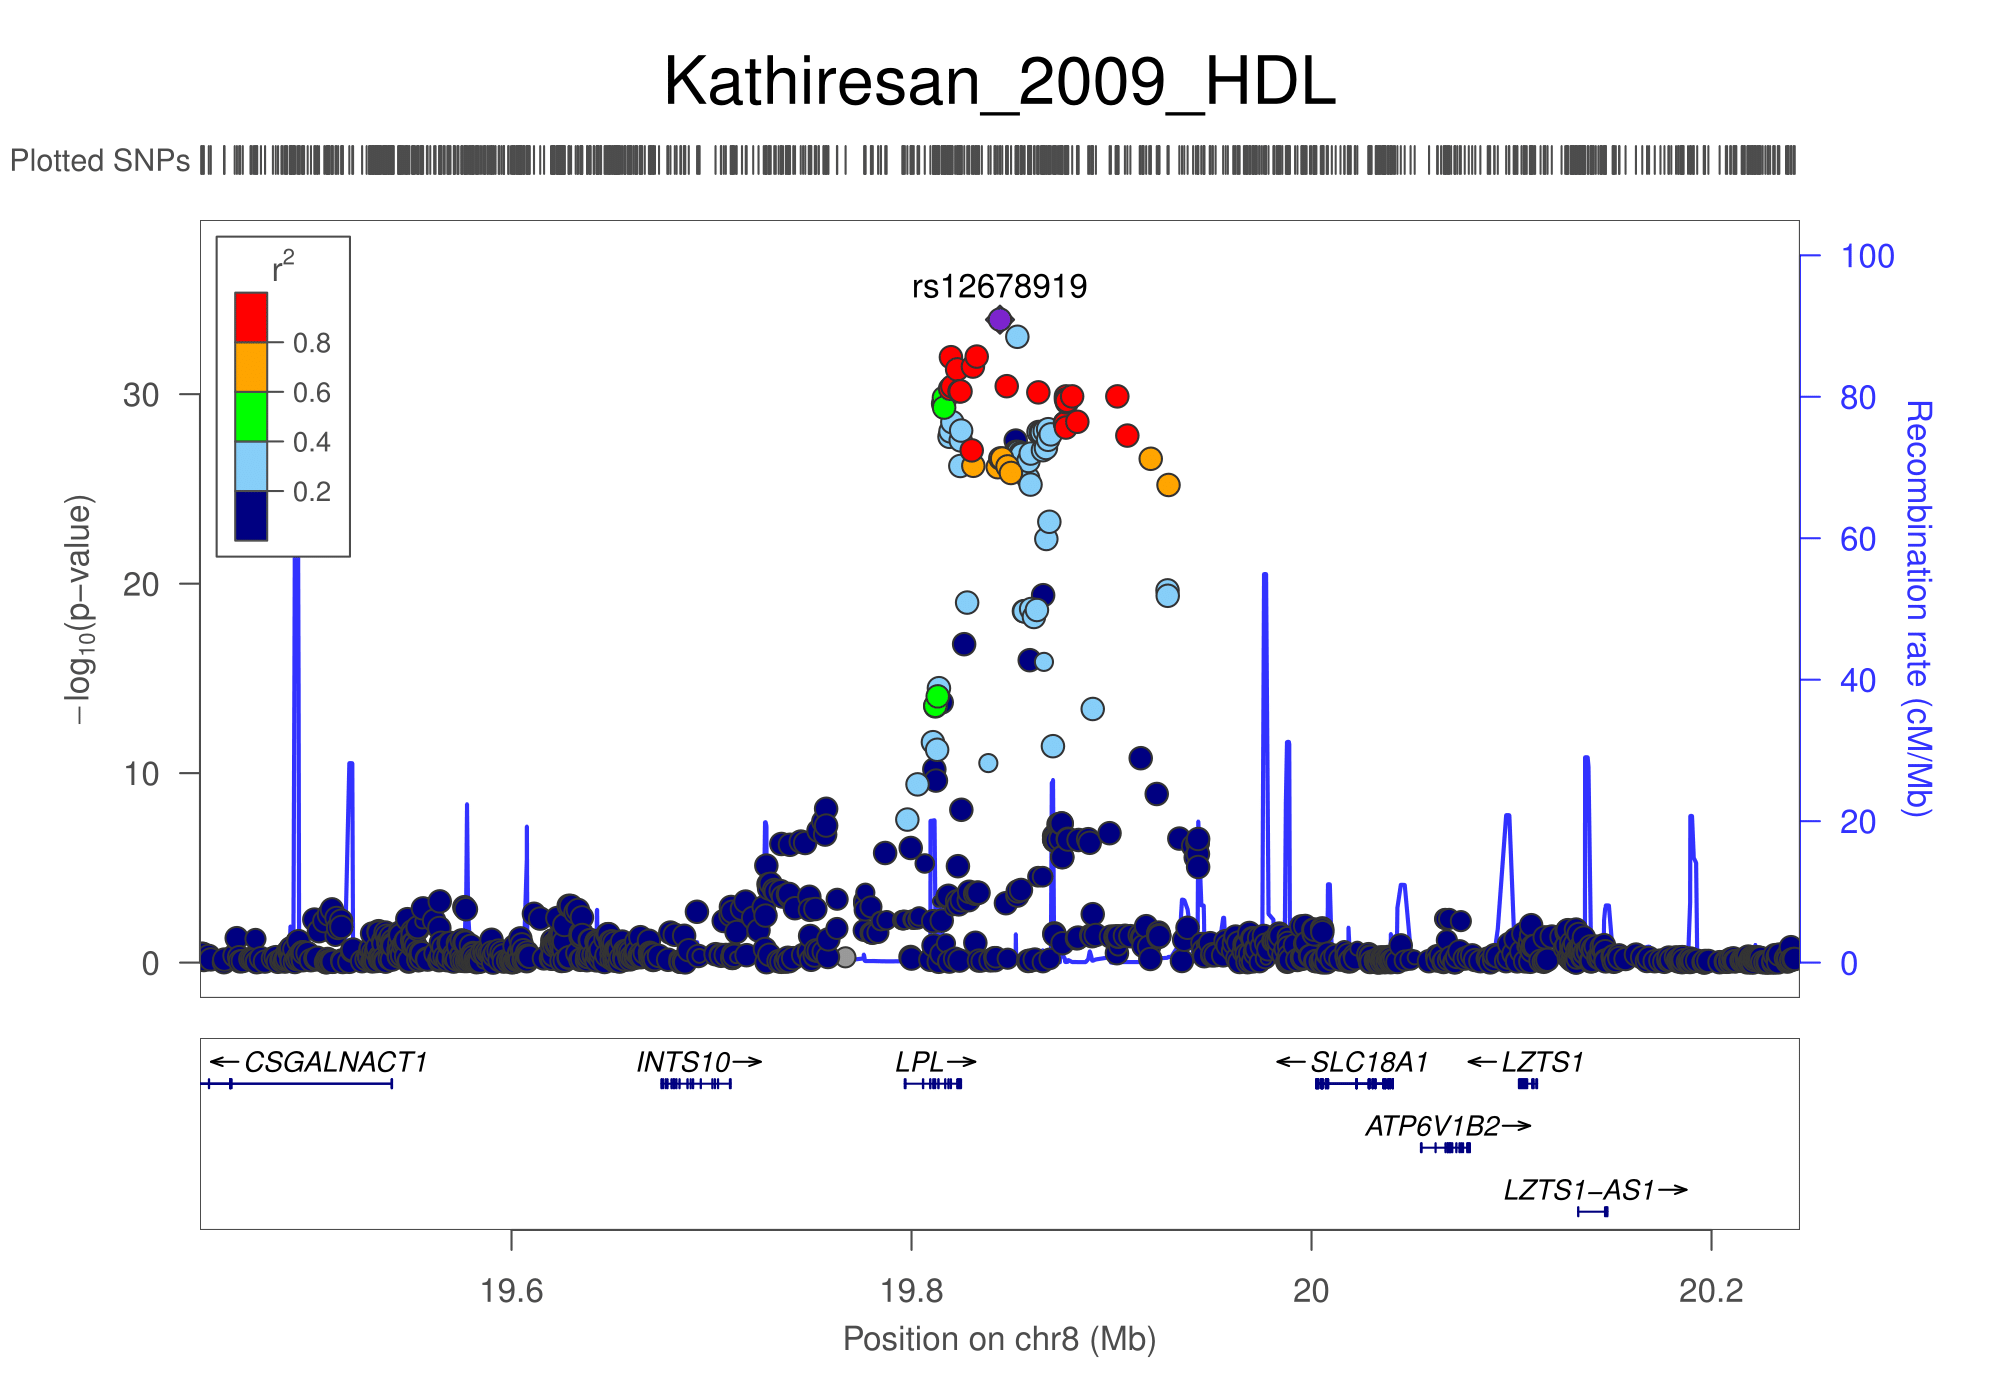 Kathiresan_2009_HDL
Plotted SNPs
r2
0.8
0.6
0.4
0.2
rs12678919
30
20
10
0
−log10(p−value)
100
80
60
40
20
0
Recombination rate (cM/Mb)
←CSGALNACT1 INTS10→ LPL→ ←SLC18A1 ←LZTS1
ATP6V1B2→
LZTS1−AS1→
19.6 19.8 20 20.2
Position on chr8 (Mb)